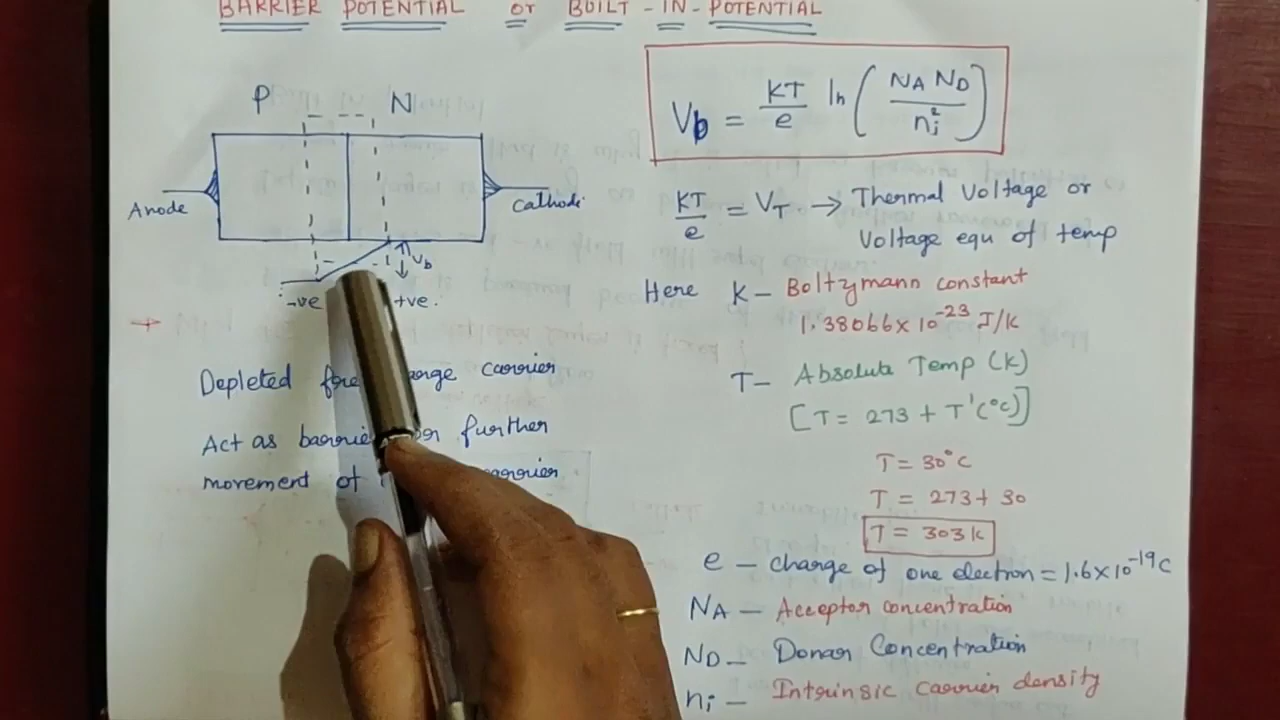 BARRIER POTENTIAL or BUILT-IN-POTENTIAL
P N
Anode
Cathode
Vb
-ve +ve
Depleted carrier
Act as further
movement of
Vb = KT/e ln (NA ND / ni²)
KT/e = VT → Thermal Voltage or
Voltage equ of temp
Here K - Boltzmann constant
1.38066 x 10^-23 J/K
T - Absolute Temp (K)
[T = 273 + T'(°C)]
T = 30°C
T = 273 + 30
T = 303K
e - charge of one electron = 1.6x10^-19C
NA - Acceptor concentration
ND - Donar Concentration
ni - Intrinsic Carrier density